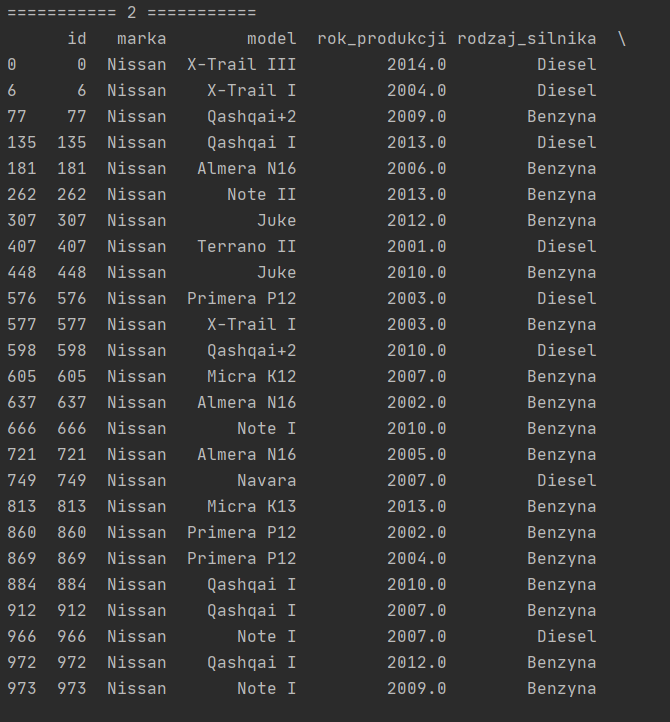 =========== 2 ===========
      id   marka        model  rok_produkcji rodzaj_silnika  \
0      0  Nissan  X-Trail III         2014.0         Diesel
6      6  Nissan    X-Trail I         2004.0         Diesel
77    77  Nissan    Qashqai+2         2009.0        Benzyna
135  135  Nissan    Qashqai I         2013.0         Diesel
181  181  Nissan   Almera N16         2006.0        Benzyna
262  262  Nissan      Note II         2013.0        Benzyna
307  307  Nissan         Juke         2012.0        Benzyna
407  407  Nissan   Terrano II         2001.0         Diesel
448  448  Nissan         Juke         2010.0        Benzyna
576  576  Nissan  Primera P12         2003.0         Diesel
577  577  Nissan    X-Trail I         2003.0        Benzyna
598  598  Nissan    Qashqai+2         2010.0         Diesel
605  605  Nissan    Micra K12         2007.0        Benzyna
637  637  Nissan   Almera N16         2002.0        Benzyna
666  666  Nissan       Note I         2010.0        Benzyna
721  721  Nissan   Almera N16         2005.0        Benzyna
749  749  Nissan       Navara         2007.0         Diesel
813  813  Nissan    Micra K13         2013.0        Benzyna
860  860  Nissan  Primera P12         2002.0        Benzyna
869  869  Nissan  Primera P12         2004.0        Benzyna
884  884  Nissan    Qashqai I         2010.0        Benzyna
912  912  Nissan    Qashqai I         2007.0        Benzyna
966  966  Nissan       Note I         2007.0         Diesel
972  972  Nissan    Qashqai I         2012.0        Benzyna
973  973  Nissan       Note I         2009.0        Benzyna